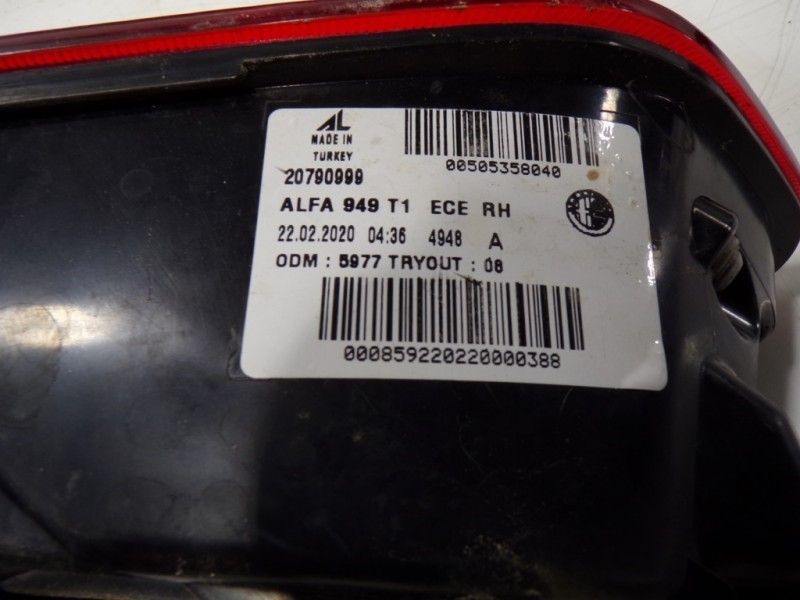 AL
MADE IN
TURKEY
00505358040
20790999
ALFA 949 T1 ECE RH
22.02.2020 04:36 4948 A
ODM : 5977 TRYOUT : 08
0008592202200000388